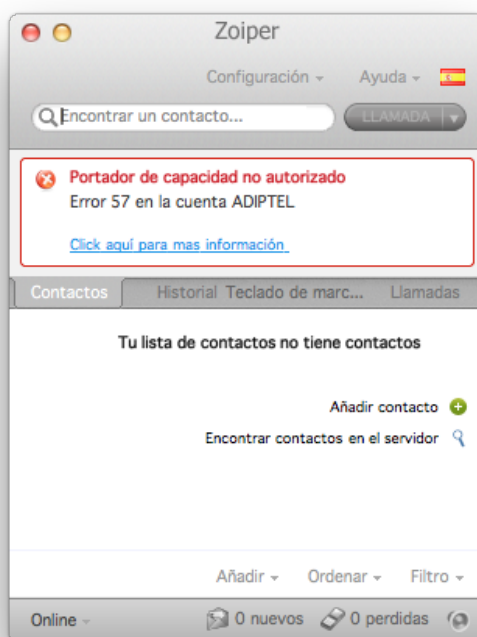 Zoiper
Configuración Ayuda
Encontrar un contacto... LLAMADA
Portador de capacidad no autorizado
Error 57 en la cuenta ADIPTEL
Click aquí para mas información
Contactos Historial Teclado de marc... Llamadas
Tu lista de contactos no tiene contactos
Añadir contacto
Encontrar contactos en el servidor
Añadir Ordenar Filtro
Online 0 nuevos 0 perdidas